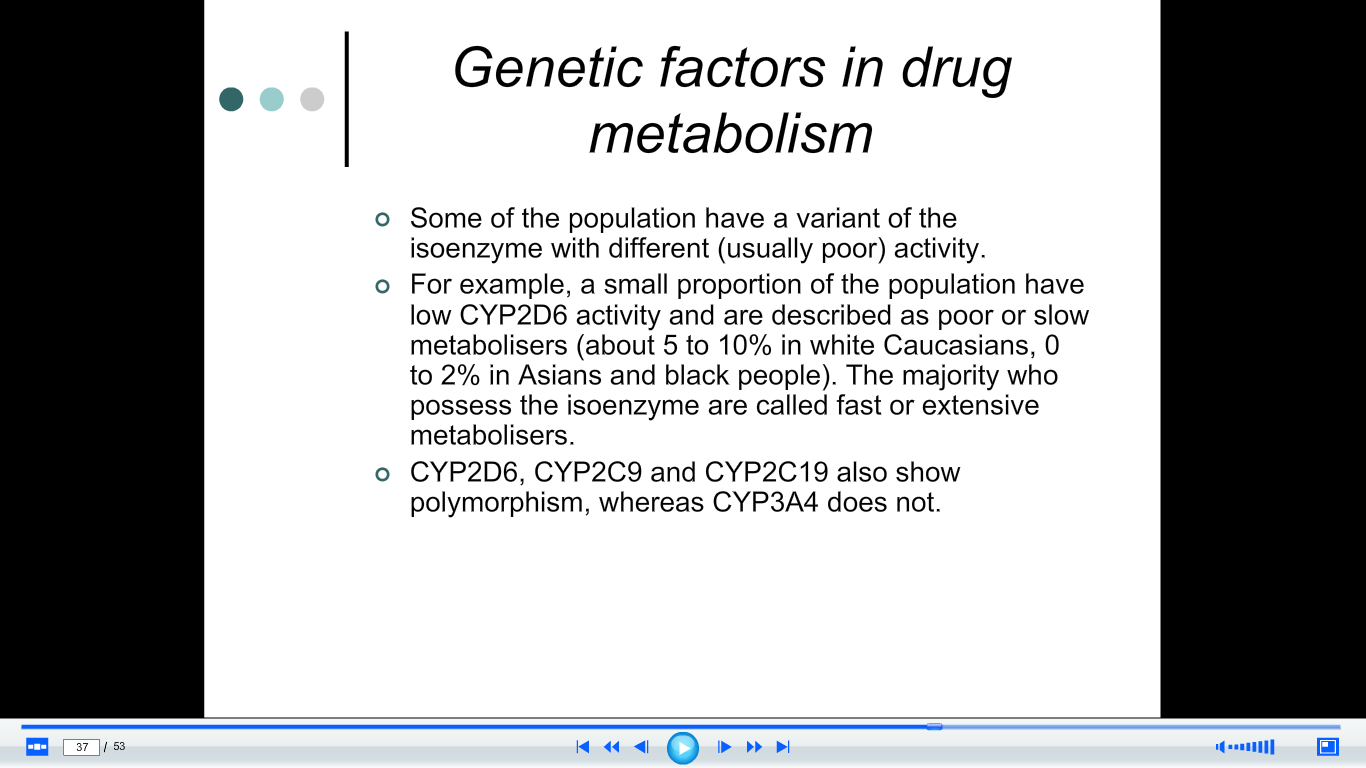 Genetic factors in drug
metabolism
Some of the population have a variant of the
isoenzyme with different (usually poor) activity.
For example, a small proportion of the population have
low CYP2D6 activity and are described as poor or slow
metabolisers (about 5 to 10% in white Caucasians, 0
to 2% in Asians and black people). The majority who
possess the isoenzyme are called fast or extensive
metabolisers.
CYP2D6, CYP2C9 and CYP2C19 also show
polymorphism, whereas CYP3A4 does not.
37 / 53